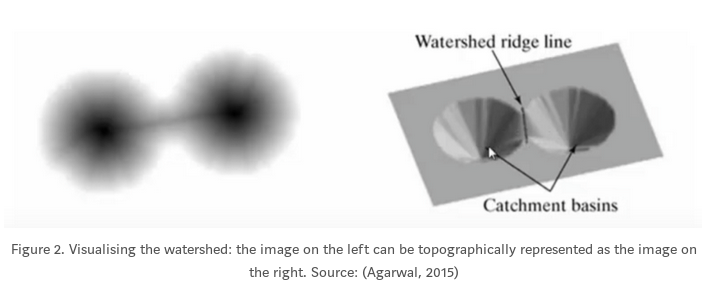 Watershed ridge line
Catchment basins
Figure 2. Visualising the watershed: the image on the left can be topographically represented as the image on
the right. Source: (Agarwal, 2015)